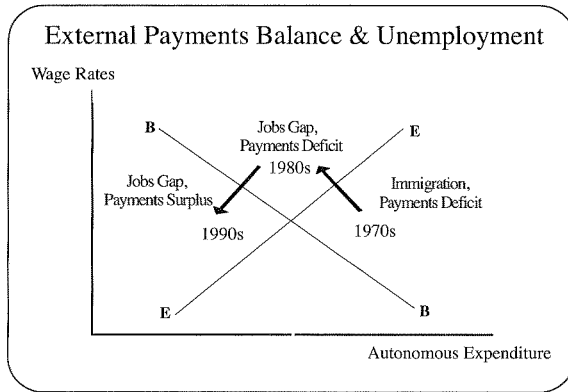 External Payments Balance & Unemployment
Wage Rates
B
Jobs Gap,
Payments Deficit
1980s
E
Jobs Gap,
Payments Surplus
1990s
Immigration,
Payments Deficit
1970s
E
B
Autonomous Expenditure